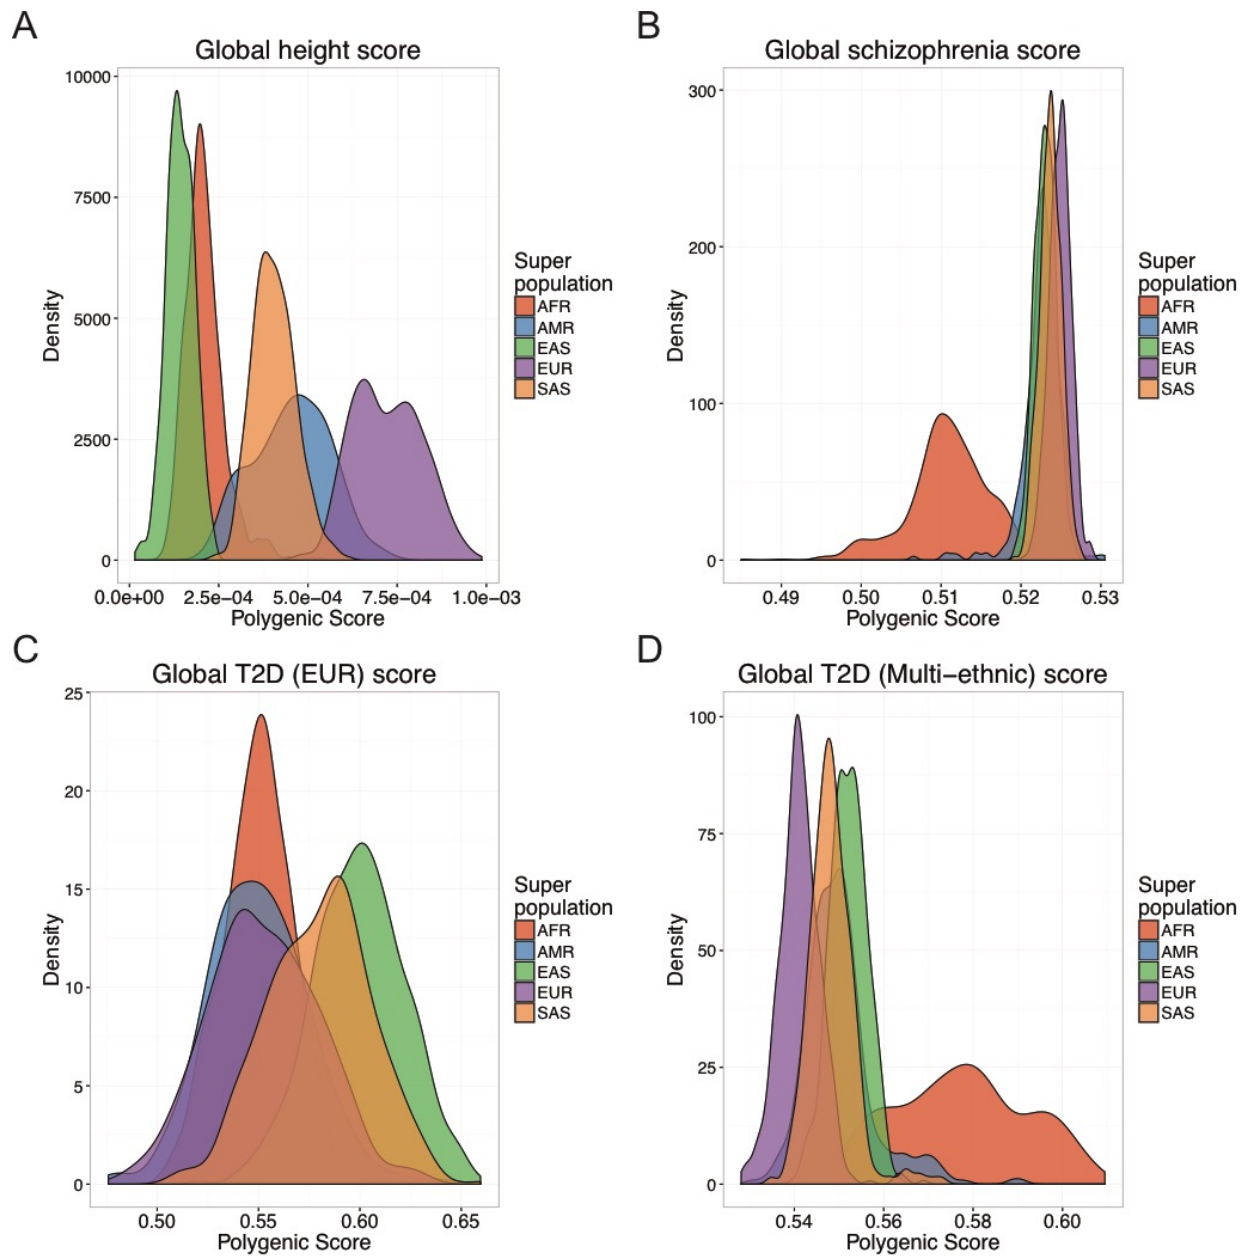 A
Global height score
10000
7500
5000
2500
0
Density
0.0e+00 2.5e−04 5.0e−04 7.5e−04 1.0e−03
Polygenic Score
Super
population
AFR
AMR
EAS
EUR
SAS
B
Global schizophrenia score
300
200
100
0
Density
0.49 0.50 0.51 0.52 0.53
Polygenic Score
Super
population
AFR
AMR
EAS
EUR
SAS
C
Global T2D (EUR) score
25
20
15
10
5
0
Density
0.50 0.55 0.60 0.65
Polygenic Score
Super
population
AFR
AMR
EAS
EUR
SAS
D
Global T2D (Multi−ethnic) score
100
75
50
25
0
Density
0.54 0.56 0.58 0.60
Polygenic Score
Super
population
AFR
AMR
EAS
EUR
SAS